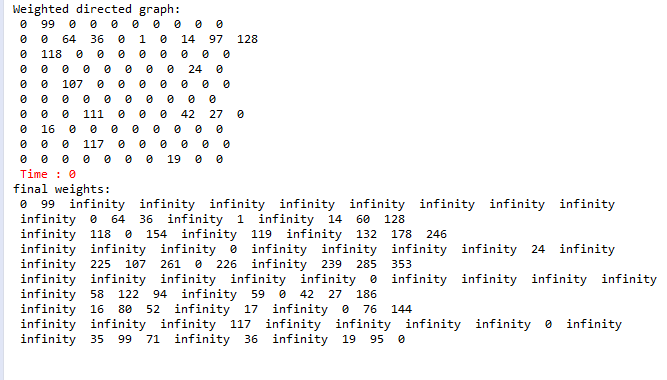 Weighted directed graph:
0 99 0 0 0 0 0 0 0 0
0 0 64 36 0 1 0 14 97 128
0 118 0 0 0 0 0 0 0 0
0 0 0 0 0 0 0 0 24 0
0 0 107 0 0 0 0 0 0 0
0 0 0 0 0 0 0 0 0 0
0 0 0 111 0 0 0 42 27 0
0 16 0 0 0 0 0 0 0 0
0 0 0 117 0 0 0 0 0 0
0 0 0 0 0 0 0 19 0 0
Time : 0
final weights:
0 99 infinity infinity infinity infinity infinity infinity infinity infinity
infinity 0 64 36 infinity 1 infinity 14 60 128
infinity 118 0 154 infinity 119 infinity 132 178 246
infinity infinity infinity 0 infinity infinity infinity infinity 24 infinity
infinity 225 107 261 0 226 infinity 239 285 353
infinity infinity infinity infinity infinity 0 infinity infinity infinity infinity
infinity 58 122 94 infinity 59 0 42 27 186
infinity 16 80 52 infinity 17 infinity 0 76 144
infinity infinity infinity 117 infinity infinity infinity infinity 0 infinity
infinity 35 99 71 infinity 36 infinity 19 95 0